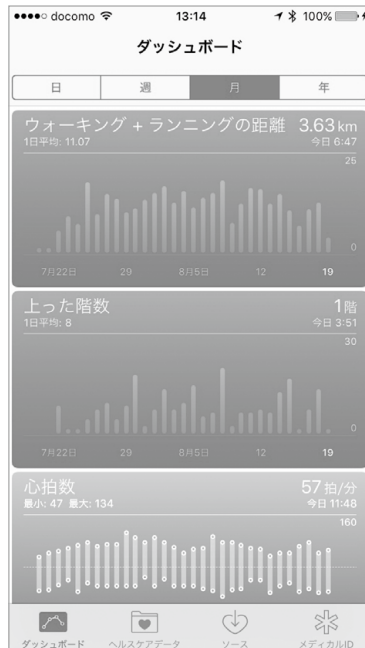 docomo 13:14 100%
ダッシュボード
日 週 月 年
ウォーキング + ランニングの距離 3.63 km
1日平均: 11.07 今日 6:47
25
0
7月22日 29 8月5日 12 19
上った階数 1階
1日平均: 8 今日 3:51
30
0
7月22日 29 8月5日 12 19
心拍数 57 拍/分
最小: 47 最大: 134 今日 11:48
160
ダッシュボード ヘルスケアデータ ソース メディカルID